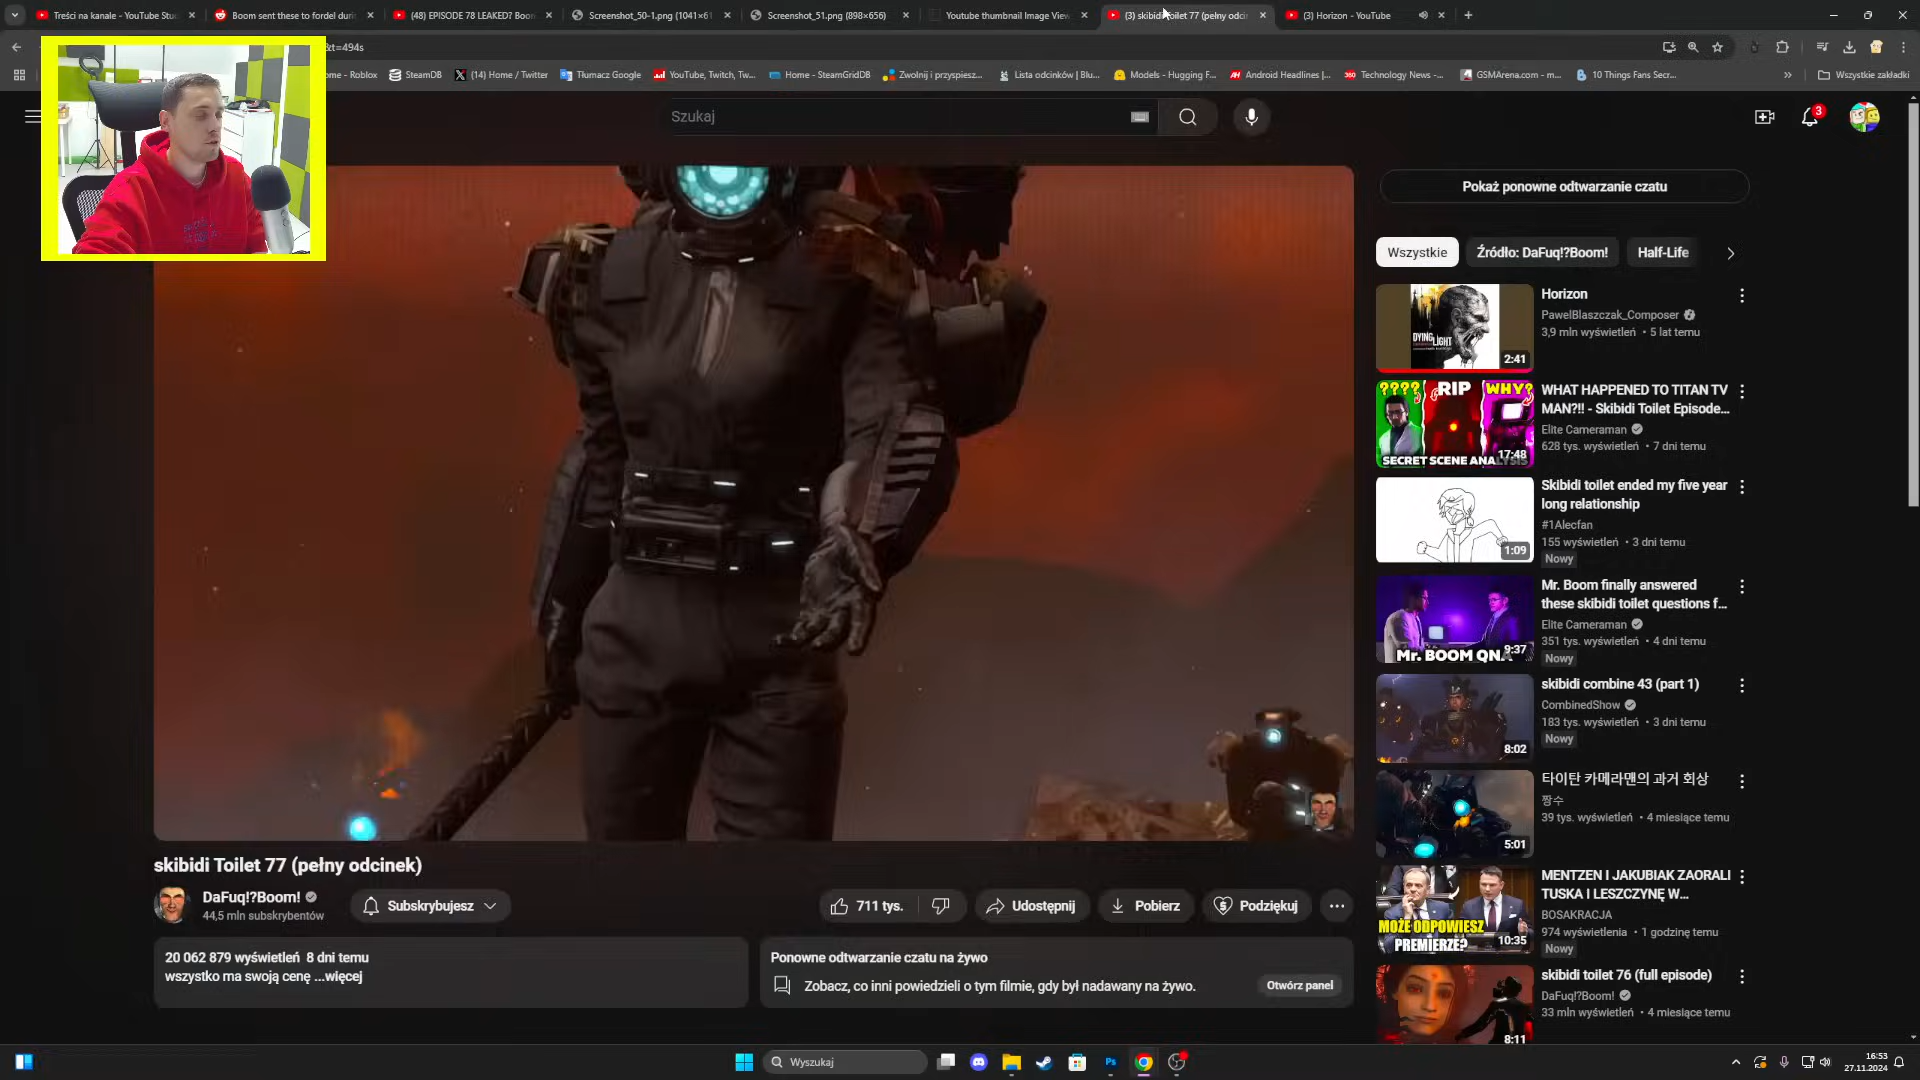 Treści na kanale - YouTube Stu
Boom sent these to fordel duri
(48) EPISODE 78 LEAKED? Boon
Screenshot_50-1.png (1041×6
Screenshot_51.png (898×656)
Youtube thumbnail Image View
(3) skibidi Toilet 77 (pełny odci
(3) Horizon - YouTube
&t=494s
ome - Roblox
SteamDB
(14) Home / Twitter
Tłumacz Google
YouTube, Twitch, Tw...
Home - SteamGridDB
Zwolnij i przyspiesz...
Lista odcinków | Blu...
Models - Hugging F...
Android Headlines |...
Technology News -...
GSMArena.com - m...
10 Things Fans Secr...
Wszystkie zakładki
Szukaj
3
Pokaż ponowne odtwarzanie czatu
Wszystkie
Źródło: DaFuq!?Boom!
Half-Life
DYING LIGHT
2:41
Horizon
PawelBlaszczak_Composer
3,9 mln wyświetleń • 5 lat temu
???? RIP WHY?
SECRET SCENE ANALYSIS
17:48
WHAT HAPPENED TO TITAN TV
MAN?!! - Skibidi Toilet Episode...
Elite Cameraman
628 tys. wyświetleń • 7 dni temu
1:09
Skibidi toilet ended my five year
long relationship
#1Alecfan
155 wyświetleń • 3 dni temu
Nowy
Mr. BOOM QNA
9:37
Mr. Boom finally answered
these skibidi toilet questions f...
Elite Cameraman
351 tys. wyświetleń • 4 dni temu
Nowy
8:02
skibidi combine 43 (part 1)
CombinedShow
183 tys. wyświetleń • 3 dni temu
Nowy
5:01
타이탄 카메라맨의 과거 회상
짱수
39 tys. wyświetleń • 4 miesiące temu
MOŻE ODPOWIESZ
PREMIERZE?
10:35
MENTZEN I JAKUBIAK ZAORALI
TUSKA I LESZCZYNĘ W...
BOSAKRACJA
974 wyświetlenia • 1 godzinę temu
Nowy
8:11
skibidi toilet 76 (full episode)
DaFuq!?Boom!
33 mln wyświetleń • 4 miesiące temu
skibidi Toilet 77 (pełny odcinek)
DaFuq!?Boom!
44,5 mln subskrybentów
Subskrybujesz
711 tys.
Udostępnij
Pobierz
Podziękuj
20 062 879 wyświetleń 8 dni temu
wszystko ma swoją cenę ...więcej
Ponowne odtwarzanie czatu na żywo
Zobacz, co inni powiedzieli o tym filmie, gdy był nadawany na żywo.
Otwórz panel
Wyszukaj
Ps
16:53
27.11.2024